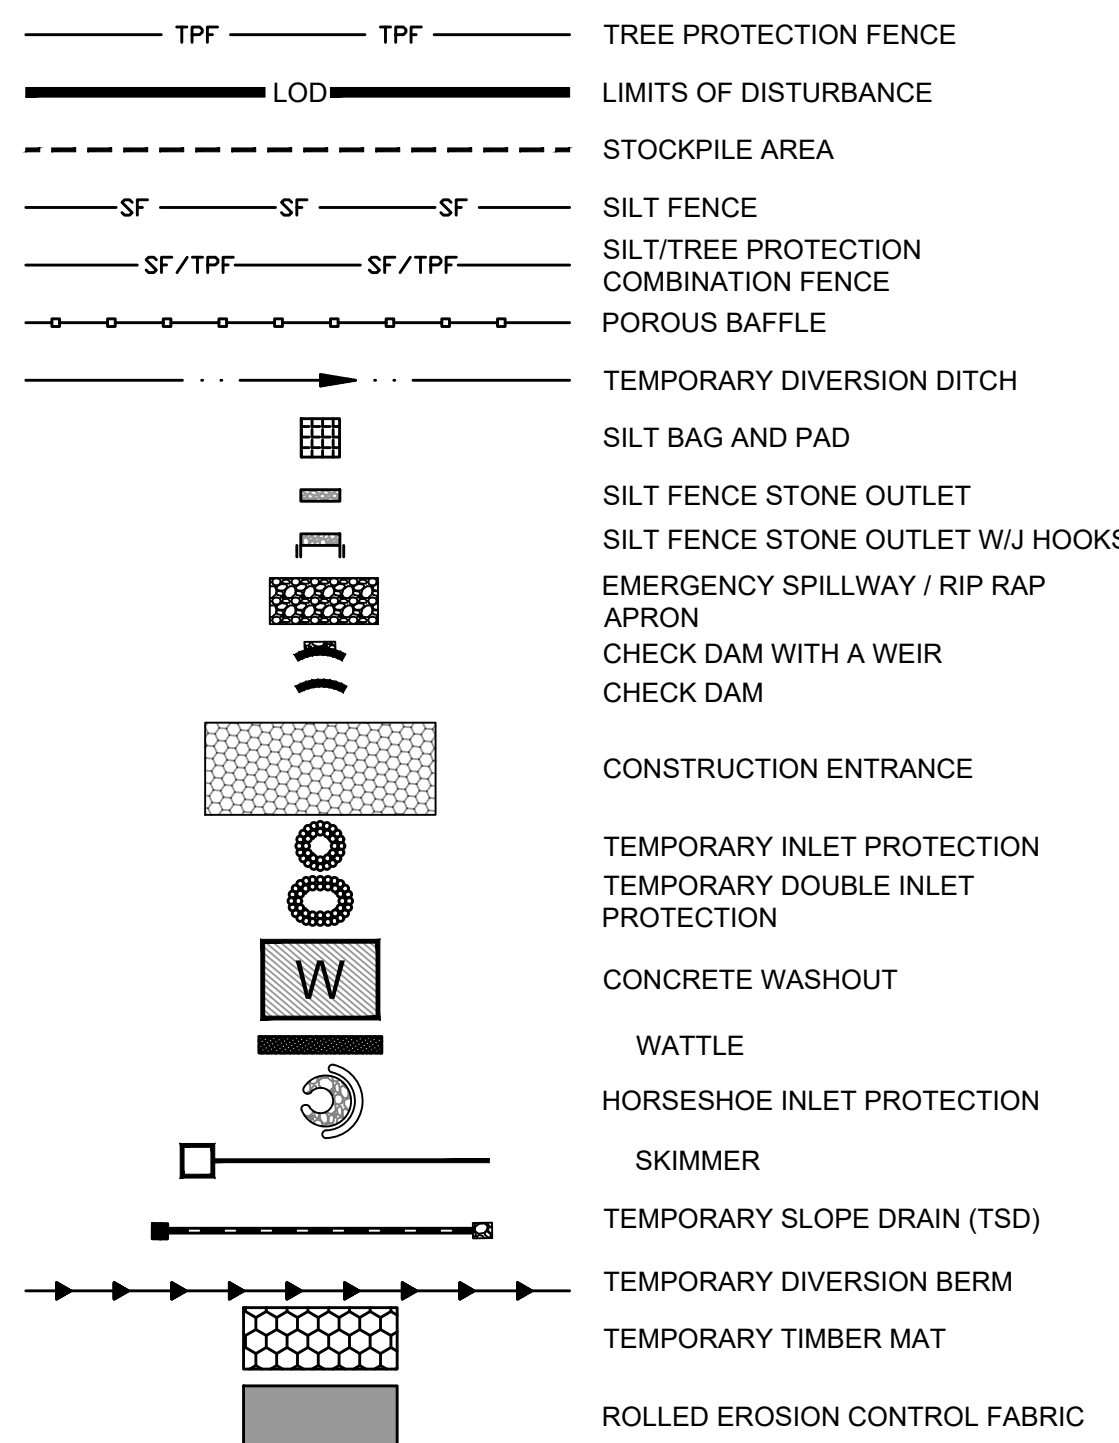 TPF TPF TREE PROTECTION FENCE
LOD LIMITS OF DISTURBANCE
STOCKPILE AREA
SF SF SF SILT FENCE
SF/TPF SF/TPF SILT/TREE PROTECTION
COMBINATION FENCE
POROUS BAFFLE
TEMPORARY DIVERSION DITCH
SILT BAG AND PAD
SILT FENCE STONE OUTLET
SILT FENCE STONE OUTLET W/J HOOKS
EMERGENCY SPILLWAY / RIP RAP
APRON
CHECK DAM WITH A WEIR
CHECK DAM
CONSTRUCTION ENTRANCE
TEMPORARY INLET PROTECTION
TEMPORARY DOUBLE INLET
PROTECTION
W CONCRETE WASHOUT
WATTLE
HORSESHOE INLET PROTECTION
SKIMMER
TEMPORARY SLOPE DRAIN (TSD)
TEMPORARY DIVERSION BERM
TEMPORARY TIMBER MAT
ROLLED EROSION CONTROL FABRIC